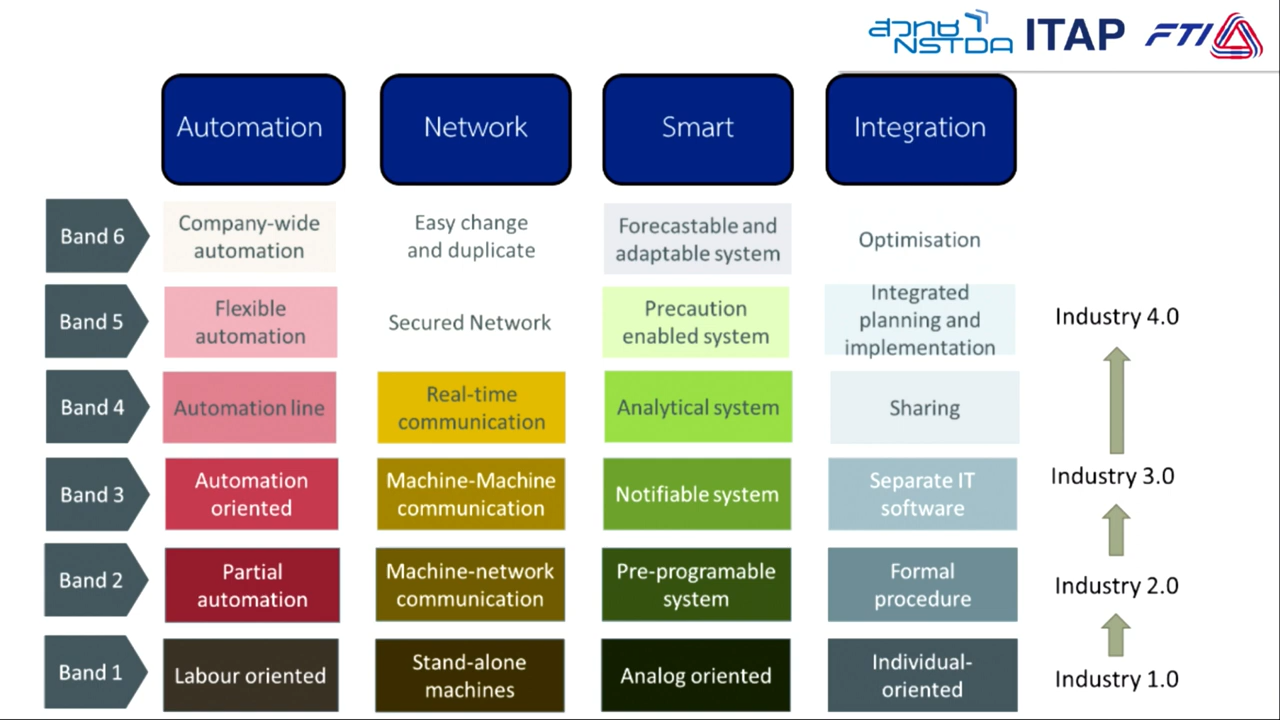 สวทช
NSTDA ITAP FTI
Automation Network Smart Integration
Band 6
Company-wide
automation
Easy change
and duplicate
Forecastable and
adaptable system
Optimisation
Band 5
Flexible
automation
Secured Network
Precaution
enabled system
Integrated
planning and
implementation
Industry 4.0
Band 4
Automation line
Real-time
communication
Analytical system
Sharing
Band 3
Automation
oriented
Machine-Machine
communication
Notifiable system
Separate IT
software
Industry 3.0
Band 2
Partial
automation
Machine-network
communication
Pre-programable
system
Formal
procedure
Industry 2.0
Band 1
Labour oriented
Stand-alone
machines
Analog oriented
Individual-
oriented
Industry 1.0